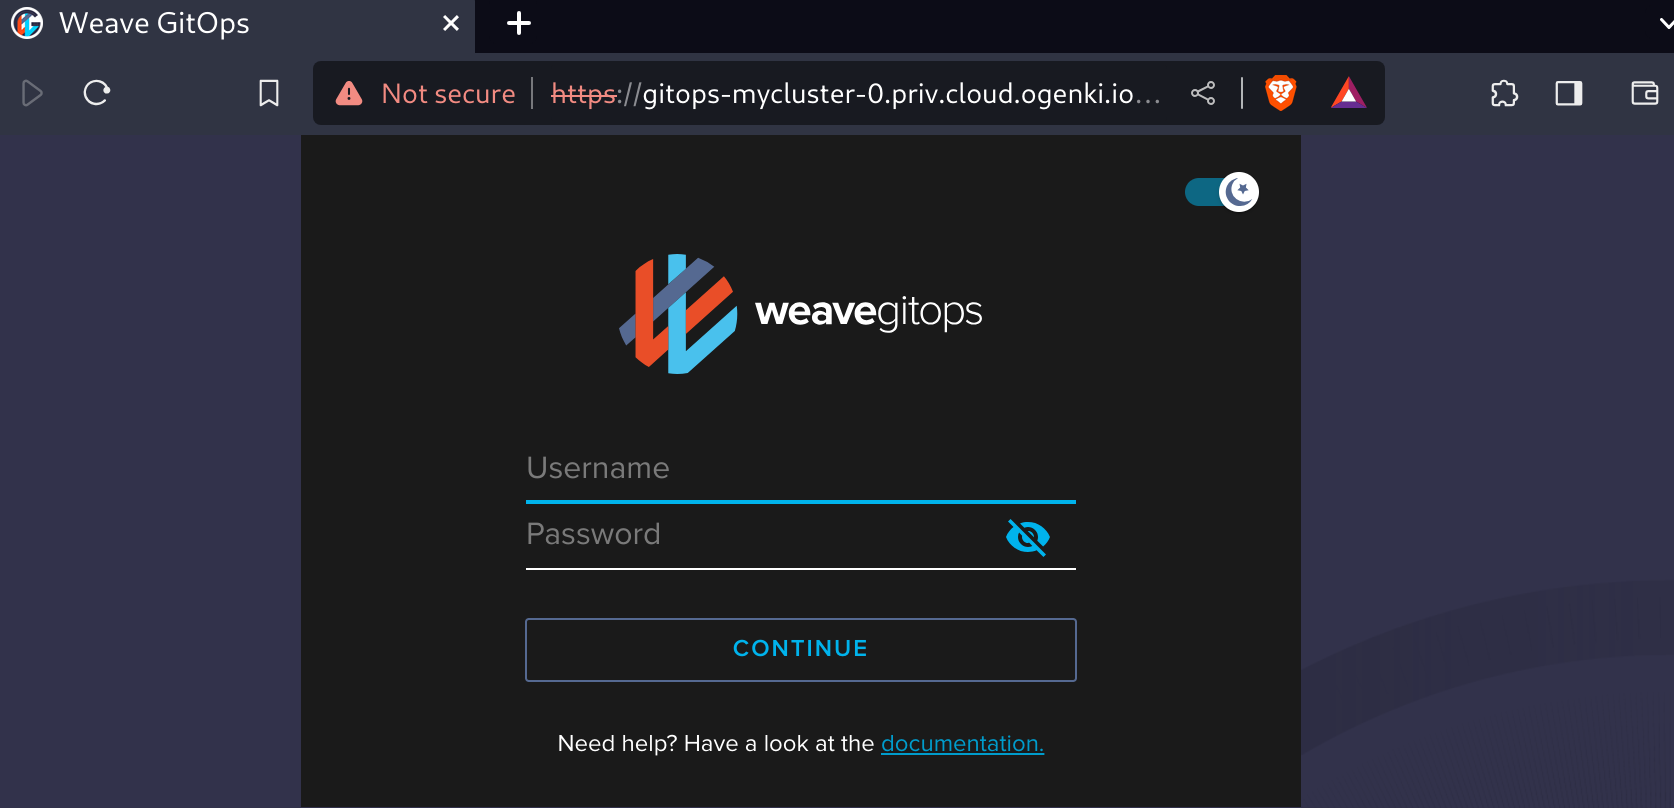 Weave GitOps
Not secure https://gitops-mycluster-0.priv.cloud.ogenki.io...
weavegitops
Username
Password
CONTINUE
Need help? Have a look at the documentation.